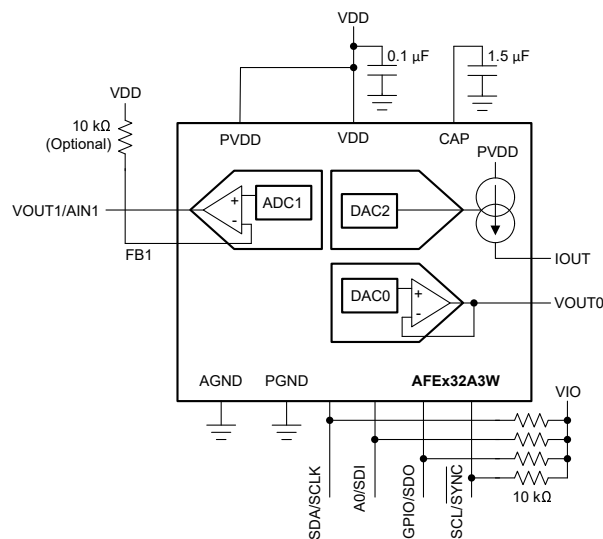 VDD
0.1 µF
1.5 µF
VDD
10 kΩ
(Optional)
PVDD
VDD
CAP
PVDD
ADC1
+
-
DAC2
VOUT1/AIN1
FB1
IOUT
DAC0
+
-
VOUT0
AGND
PGND
AFEx32A3W
VIO
SDA/SCLK
A0/SDI
GPIO/SDO
SCL/SYNC
10 kΩ